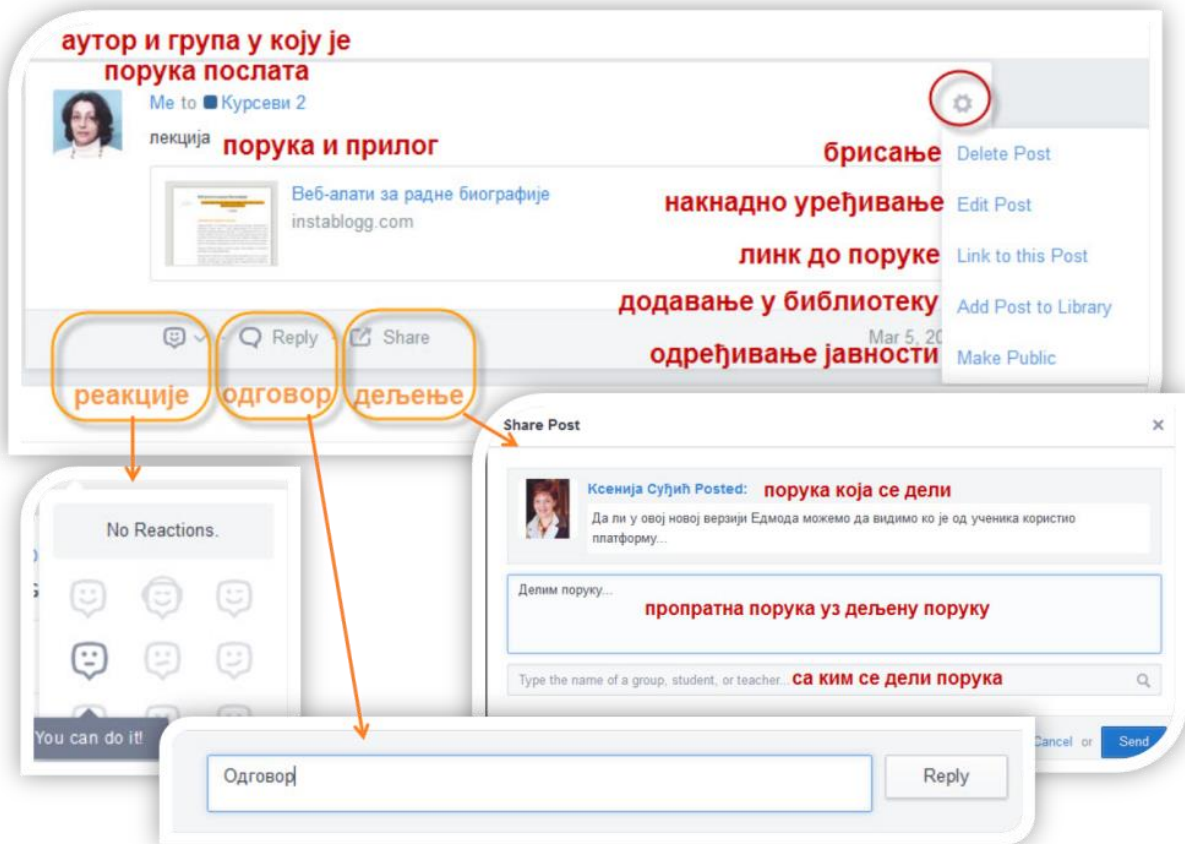 аутор и група у коју је
порука послата
Me to Курсеви 2
лекција
порука и прилог
Веб-алати за радне биографије
instablogg.com
брисање Delete Post
накнадно уређивање Edit Post
линк до поруке Link to this Post
додавање у библиотеку Add Post to Library
одређивање јавности Make Public
Reply Share Mar 5, 20
реакције одговор дељење
Share Post
Ксенија Суђић Posted: порука која се дели
Да ли у овој новој верзији Едмода можемо да видимо ко је од ученика користио
платформу...
Делим поруку...
пропратна порука уз дељену поруку
Type the name of a group, student, or teacher... са ким се дели порука
Cancel or Send
No Reactions.
You can do it!
Одговор Reply